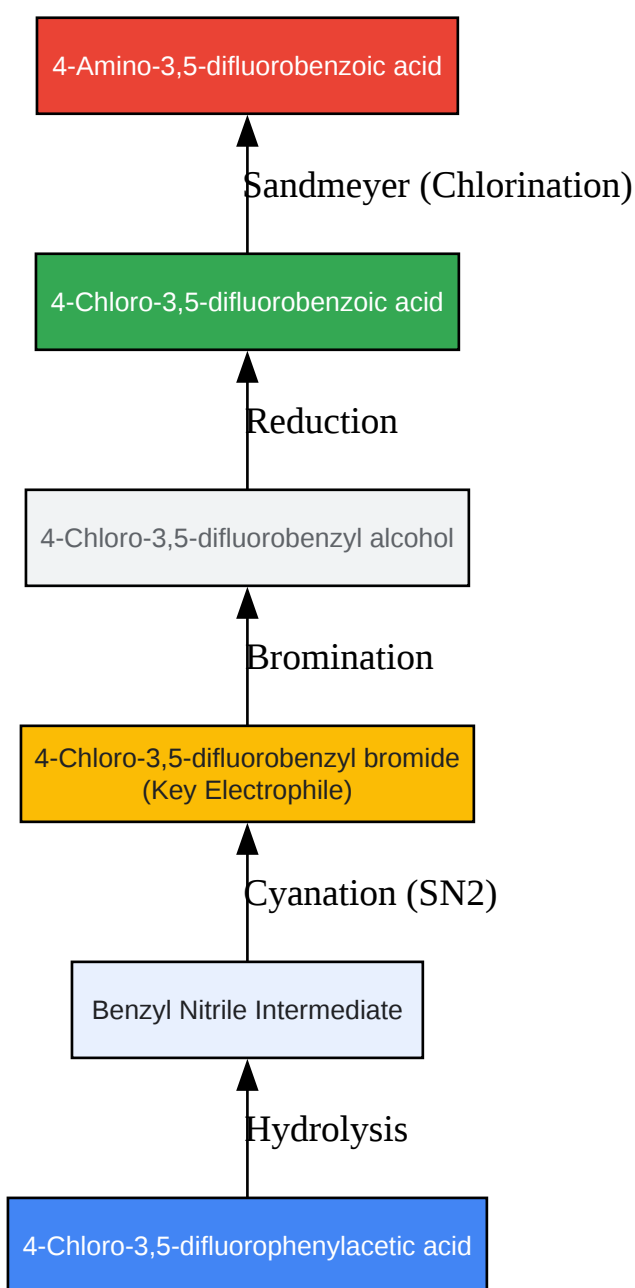 4-Amino-3,5-difluorobenzoic acid
Sandmeyer (Chlorination)
4-Chloro-3,5-difluorobenzoic acid
Reduction
4-Chloro-3,5-difluorobenzyl alcohol
Bromination
4-Chloro-3,5-difluorobenzyl bromide
(Key Electrophile)
Cyanation (SN2)
Benzyl Nitrile Intermediate
Hydrolysis
4-Chloro-3,5-difluorophenylacetic acid